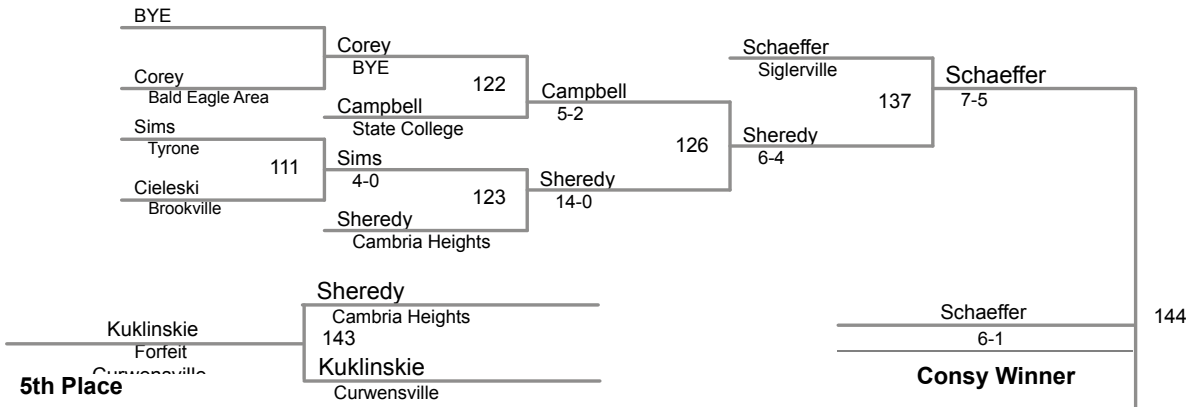 BYE
Corey
Bald Eagle Area
Sims
Tyrone
111
Cieleski
Brookville
Corey
BYE
122
Campbell
State College
Sims
4-0
123
Sheredy
Cambria Heights
Campbell
5-2
126
Sheredy
14-0
Schaeffer
Siglerville
137
Sheredy
6-4
Schaeffer
7-5
Sheredy
Cambria Heights
Kuklinskie
143
Forfeit
Curwensville
Kuklinskie
Curwensville
5th Place
Schaeffer
144
6-1
Consy Winner